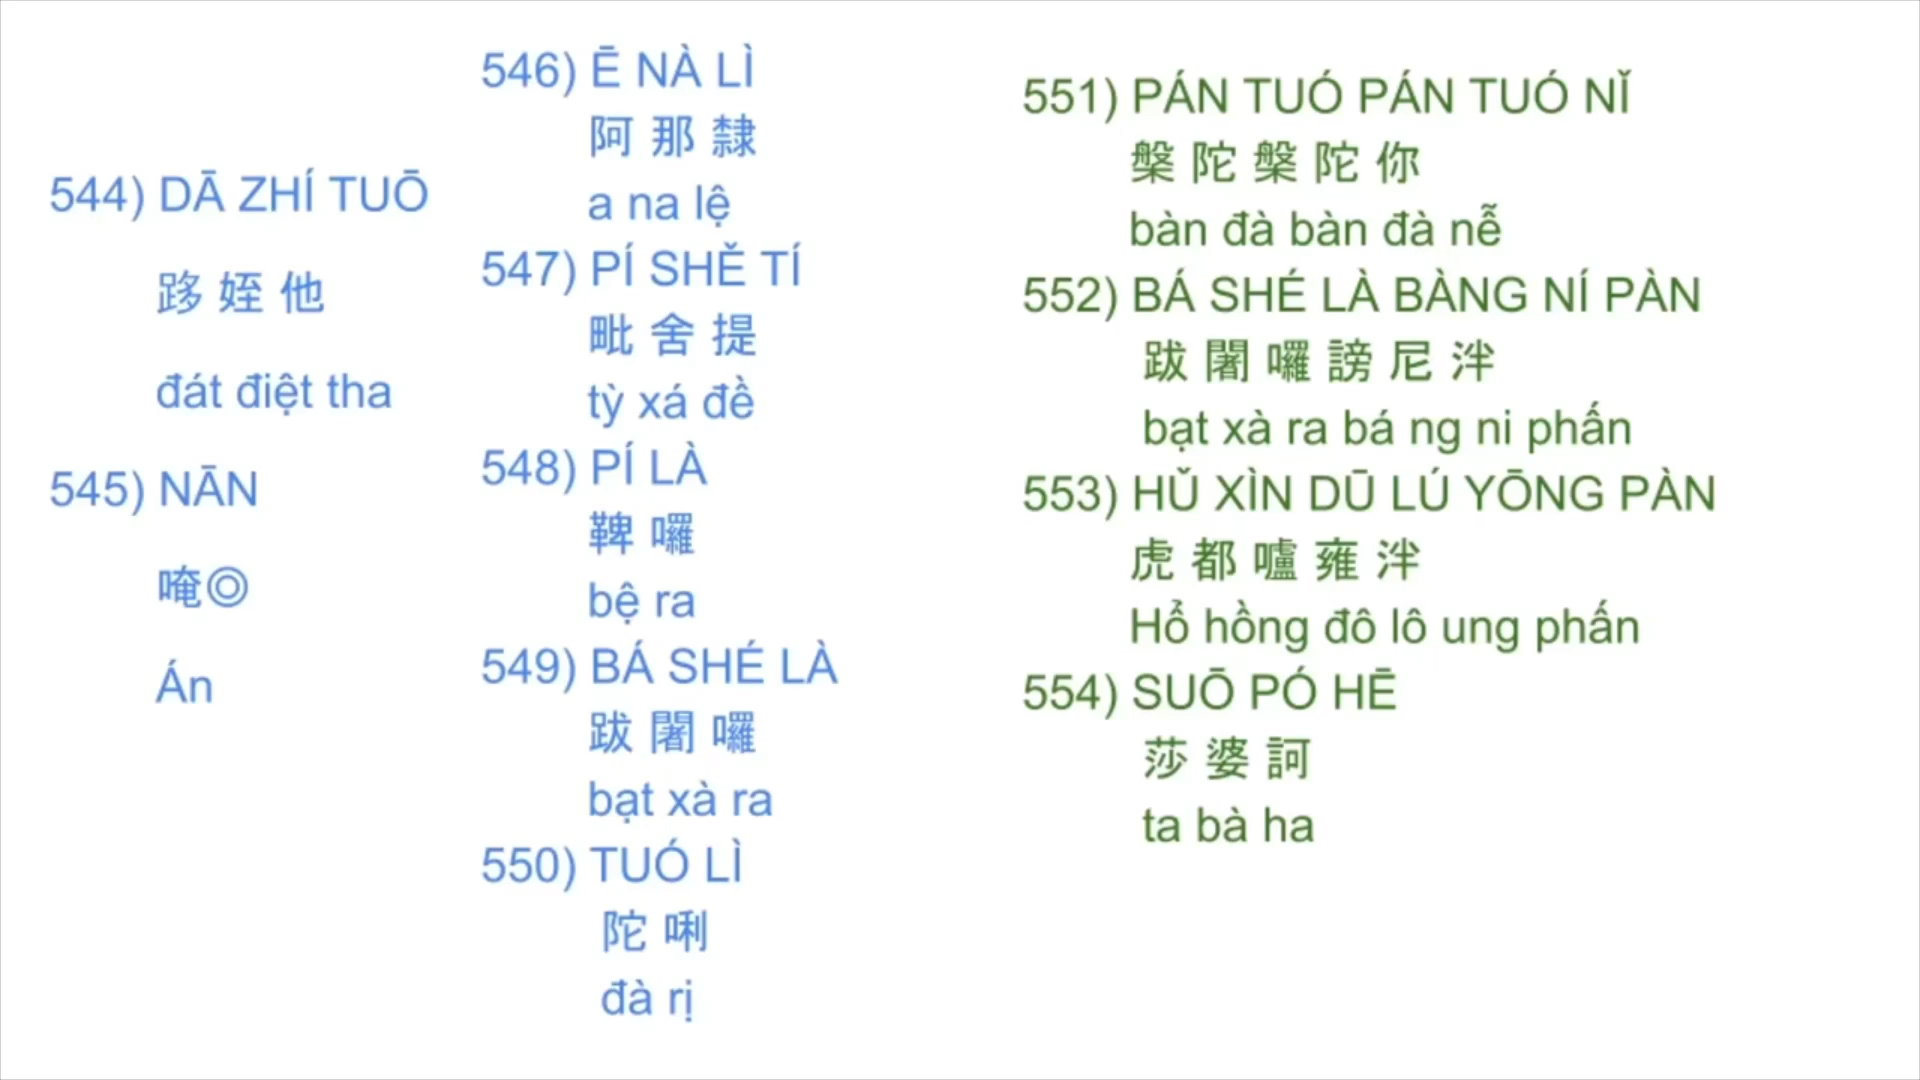 544) DĀ ZHÍ TUŌ
跢 姪 他
đát điệt tha
545) NĀN
唵◎
Án
546) Ē NÀ LÌ
阿 那 隸
a na lệ
547) PÍ SHĚ TÍ
毗 舍 提
tỳ xá đề
548) PÍ LÀ
鞞 囉
bệ ra
549) BÁ SHÉ LÀ
跋 闍 囉
bạt xà ra
550) TUÓ LÌ
陀 唎
đà rị
551) PÁN TUÓ PÁN TUÓ NǏ
槃 陀 槃 陀 你
bàn đà bàn đà nễ
552) BÁ SHÉ LÀ BÀNG NÍ PÀN
跋 闍 囉 謗 尼 泮
bạt xà ra bá ng ni phấn
553) HǓ XÌN DŪ LÚ YŌNG PÀN
虎 都 嚧 雍 泮
Hổ hồng đô lô ung phấn
554) SUŌ PÓ HĒ
莎 婆 訶
ta bà ha